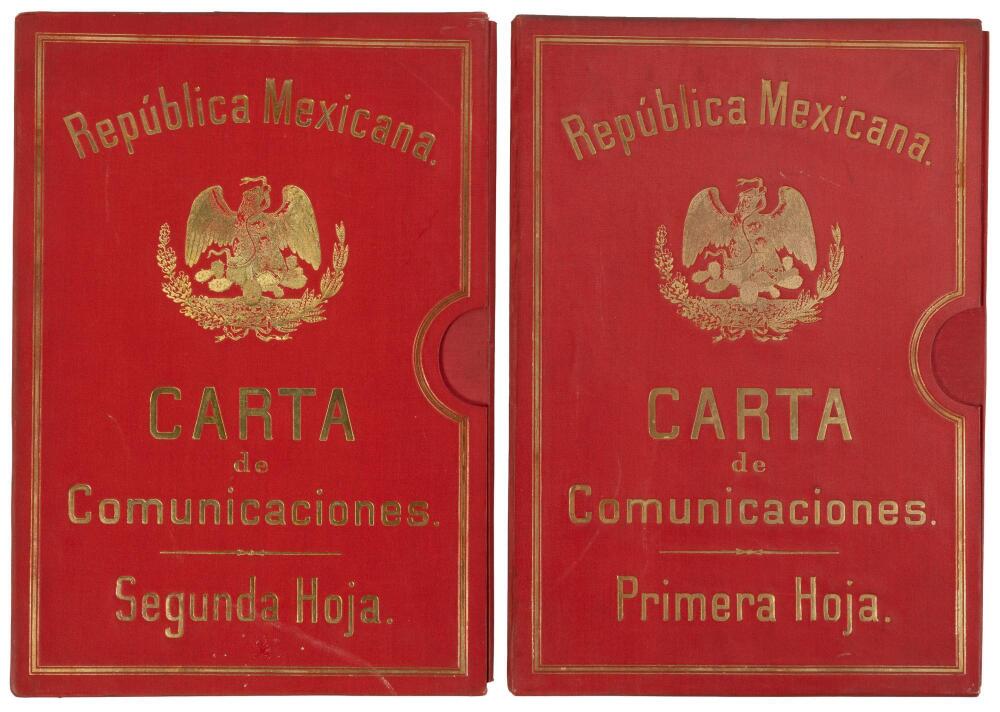 República Mexicana.
CARTA
de
Comunicaciones.
Segunda Hoja.
República Mexicana.
CARTA
de
Comunicaciones.
Primera Hoja.